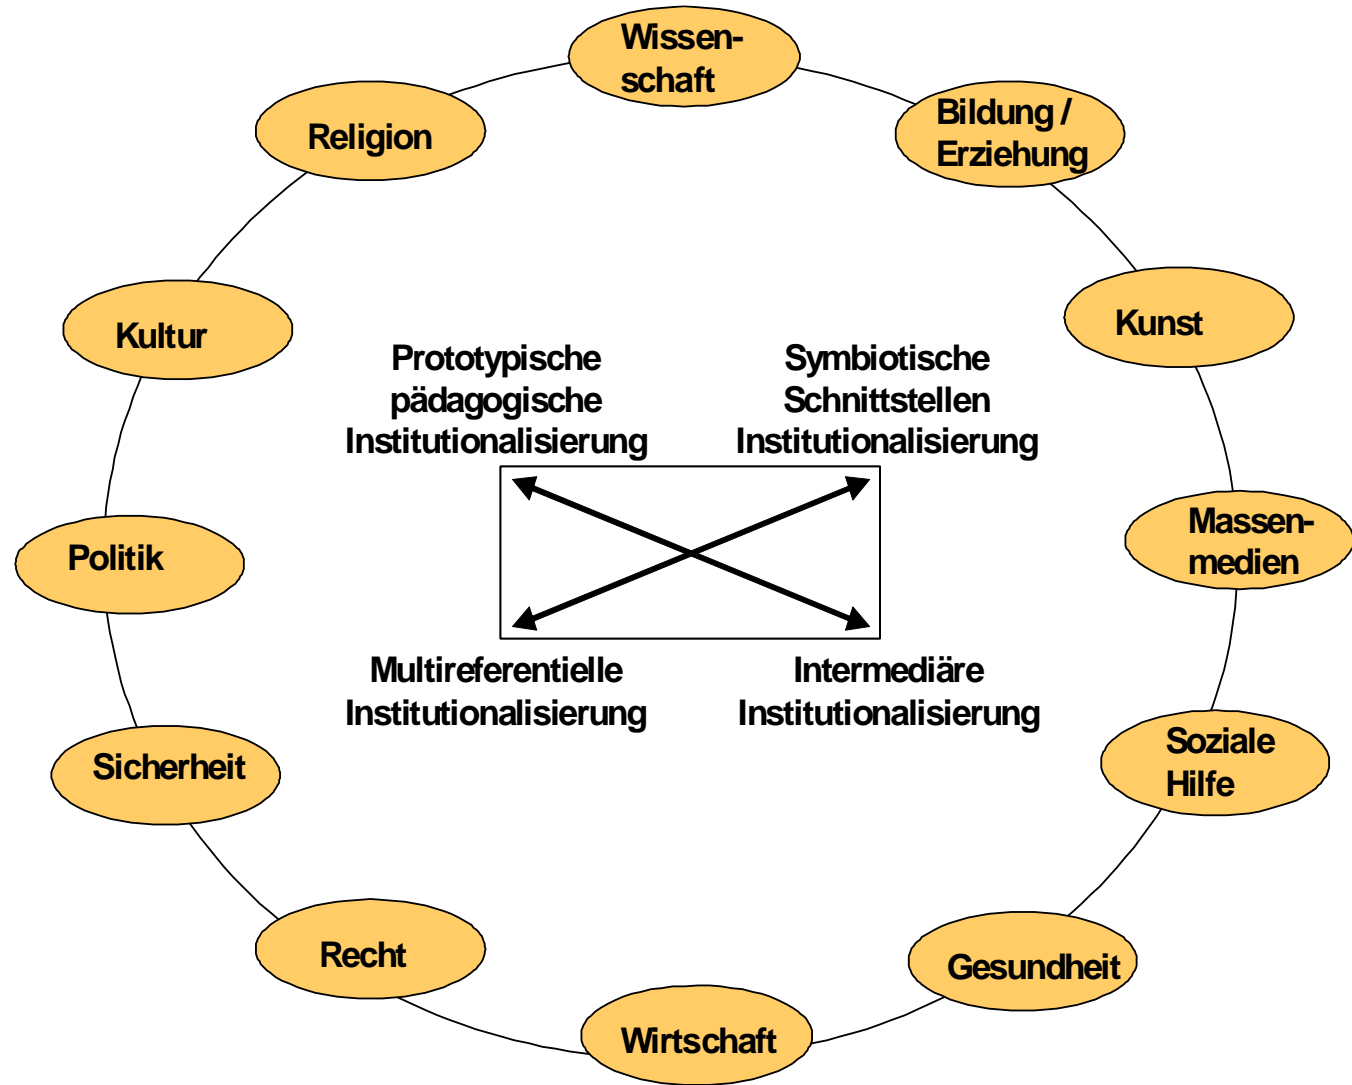 Wissen-
schaft
Religion
Bildung /
Erziehung
Kultur
Kunst
Prototypische
pädagogische
Institutionalisierung
Symbiotische
Schnittstellen
Institutionalisierung
Politik
Massen-
medien
Multireferentielle
Institutionalisierung
Intermediäre
Institutionalisierung
Sicherheit
Soziale
Hilfe
Recht
Gesundheit
Wirtschaft